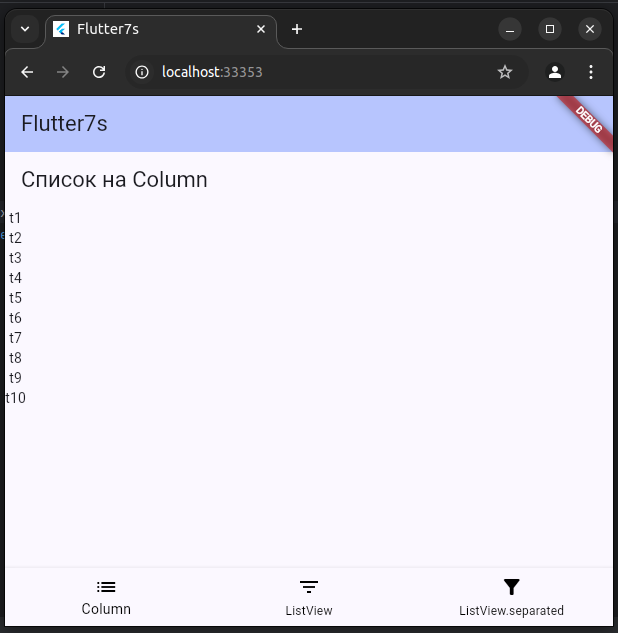 Flutter7s
localhost:33353
Flutter7s
DEBUG
Список на Column
t1
t2
t3
t4
t5
t6
t7
t8
t9
t10
Column
ListView
ListView.separated